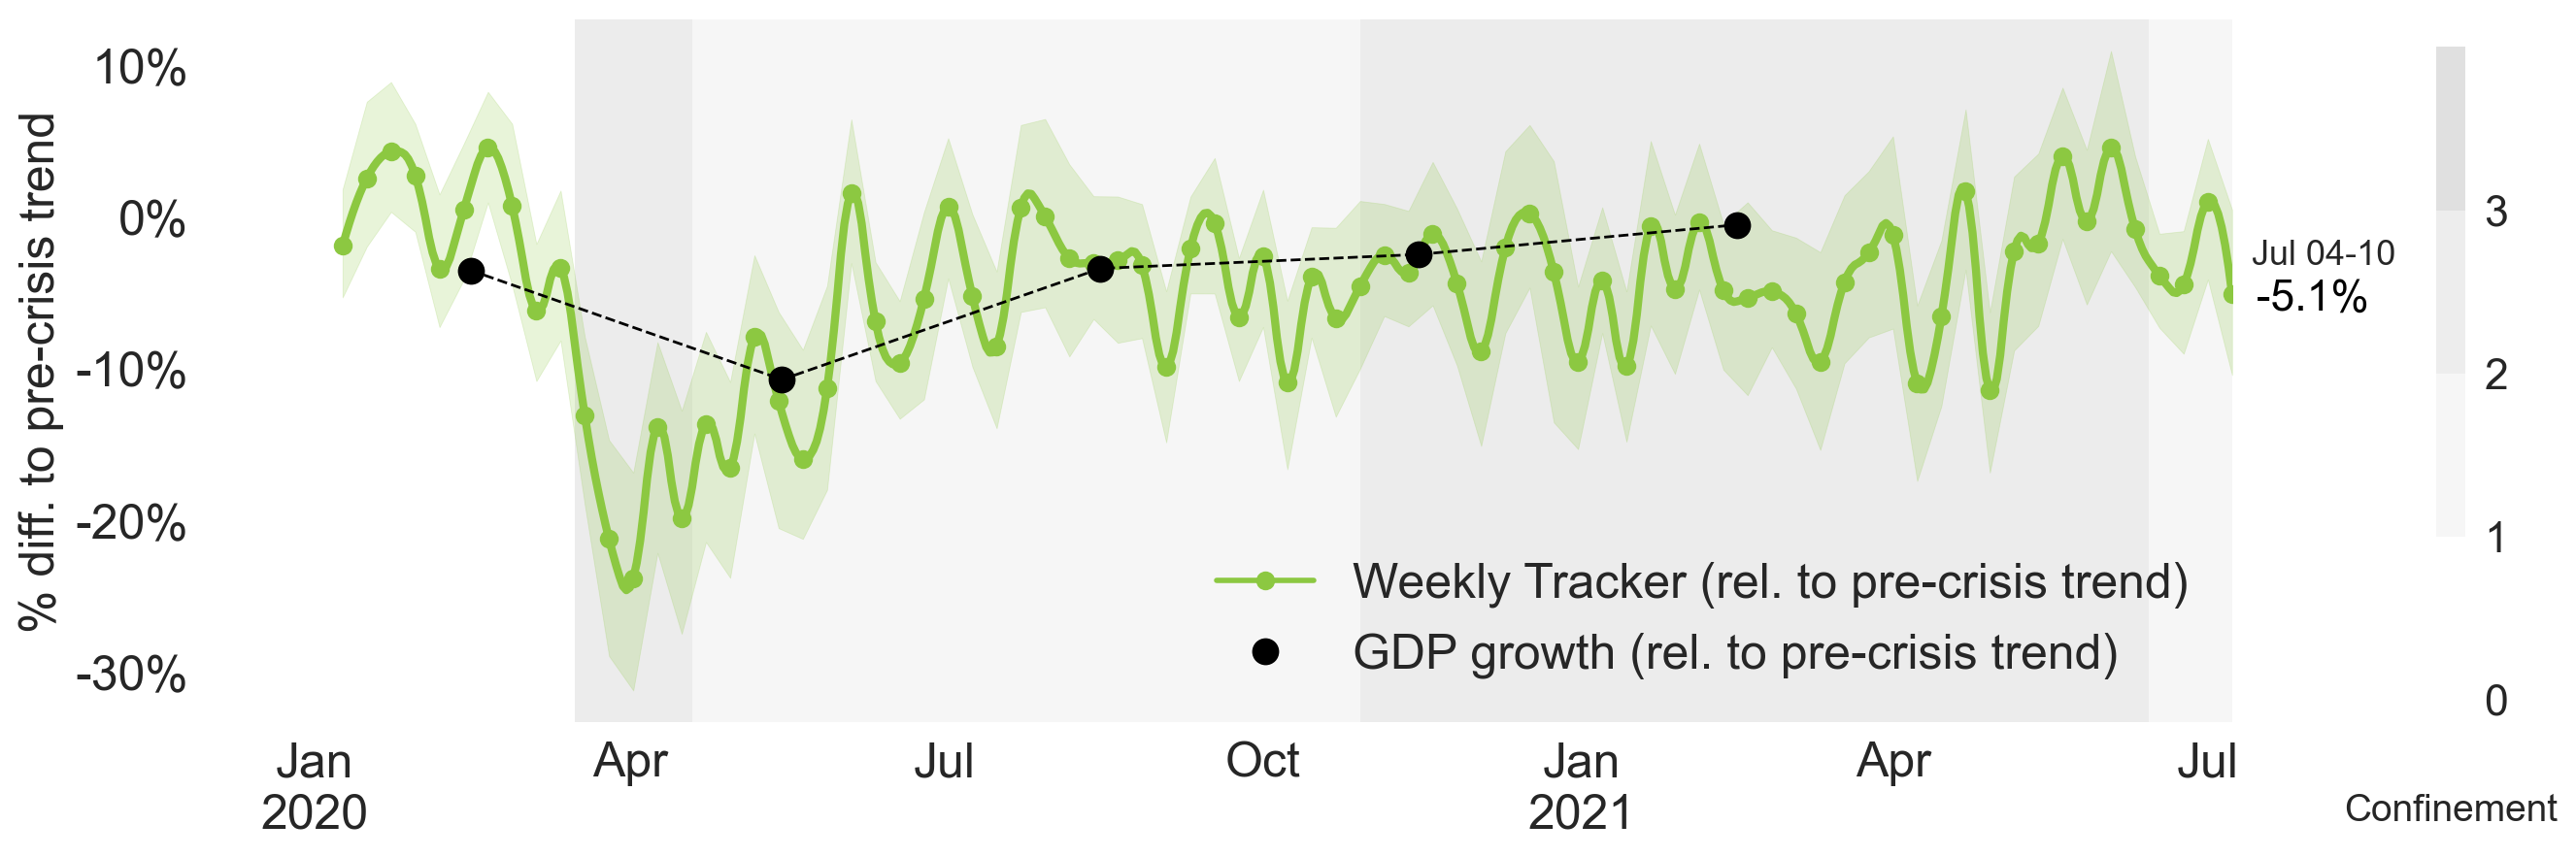 % diff. to pre-crisis trend
10%
0%
-10%
-20%
-30%
Jan
2020
Apr
Jul
Oct
Jan
2021
Apr
Jul
Weekly Tracker (rel. to pre-crisis trend)
GDP growth (rel. to pre-crisis trend)
Jul 04-10
-5.1%
3
2
1
0
Confinement